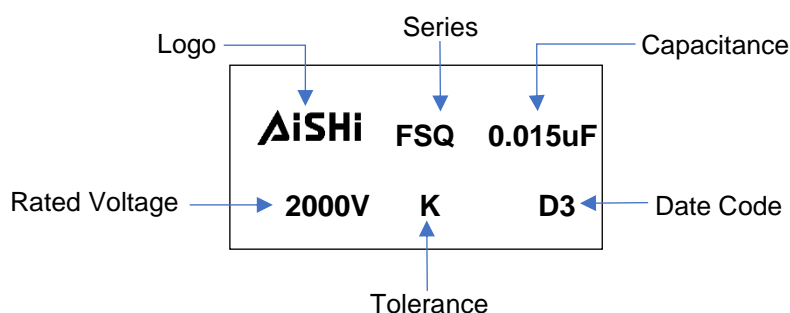 Series
Logo
Capacitance
AiSHi FSQ 0.015uF
Rated Voltage
2000V K D3
Date Code
Tolerance